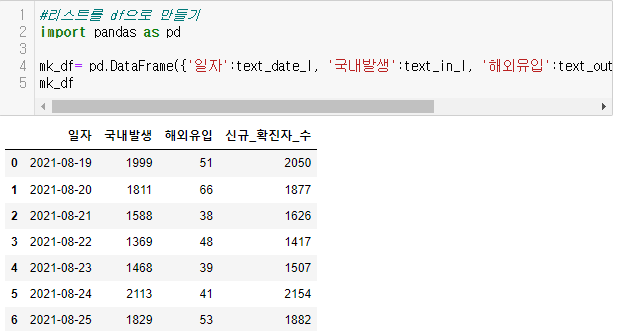 1 #리스트를 df으로 만들기
2 import pandas as pd
3
4 mk_df= pd.DataFrame({'일자':text_date_l, '국내발생':text_in_l, '해외유입':text_out
5 mk_df
일자 국내발생 해외유입 신규_확진자_수
0 2021-08-19 1999 51 2050
1 2021-08-20 1811 66 1877
2 2021-08-21 1588 38 1626
3 2021-08-22 1369 48 1417
4 2021-08-23 1468 39 1507
5 2021-08-24 2113 41 2154
6 2021-08-25 1829 53 1882